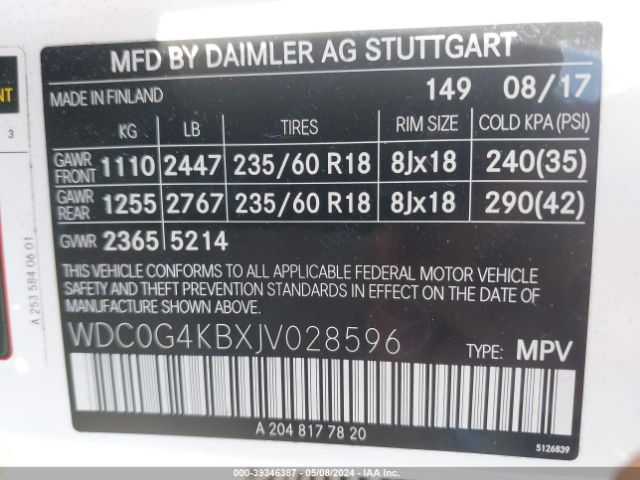 MFD BY DAIMLER AG STUTTGART
MADE IN FINLAND 149 08/17
KG LB TIRES RIM SIZE COLD KPA (PSI)
GAWR FRONT 1110 2447 235/60 R18 8Jx18 240(35)
GAWR REAR 1255 2767 235/60 R18 8Jx18 290(42)
GVWR 2365 5214
THIS VEHICLE CONFORMS TO ALL APPLICABLE FEDERAL MOTOR VEHICLE
SAFETY AND THEFT PREVENTION STANDARDS IN EFFECT ON THE DATE OF
MANUFACTURE SHOWN ABOVE.
WDC0G4KBXJV028596 TYPE: MPV
A 204 817 78 20
5126839
A 253 584 06 01
3
000-39346387 - 05/08/2024 - IAA Inc.